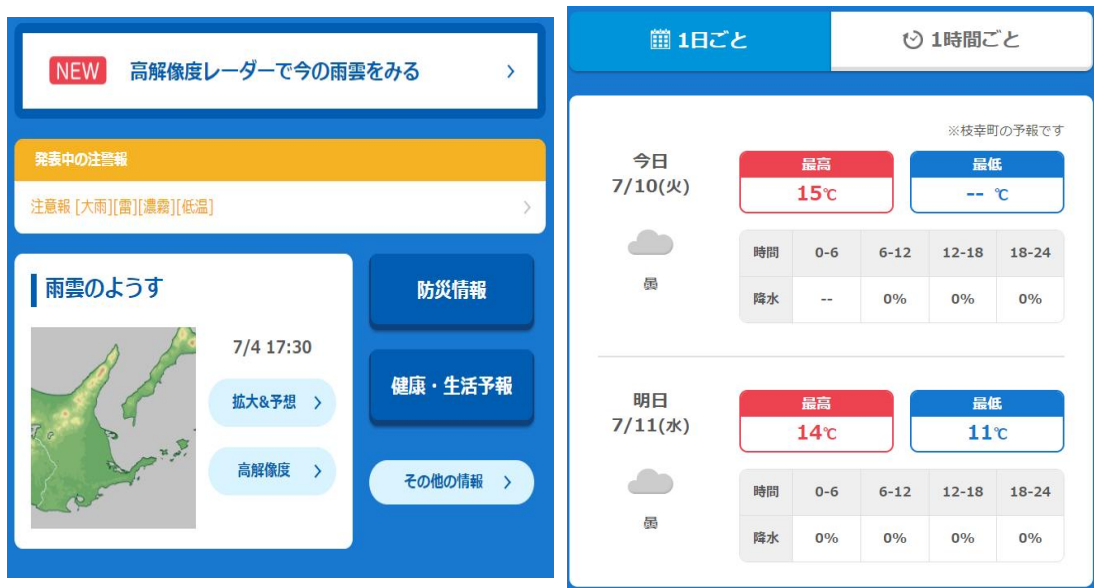 NEW 高解像度レーダーで今の雨雲をみる
発表中の注警報
注意報 [大雨][雷][濃霧][低温]
雨雲のようす
7/4 17:30
拡大&予想
高解像度
防災情報
健康・生活予報
その他の情報
1日ごと
1時間ごと
※枝幸町の予報です
今日
7/10(火)
曇
最高
15℃
最低
-- ℃
時間 0-6 6-12 12-18 18-24
降水 -- 0% 0% 0%
明日
7/11(水)
曇
最高
14℃
最低
11℃
時間 0-6 6-12 12-18 18-24
降水 0% 0% 0% 0%